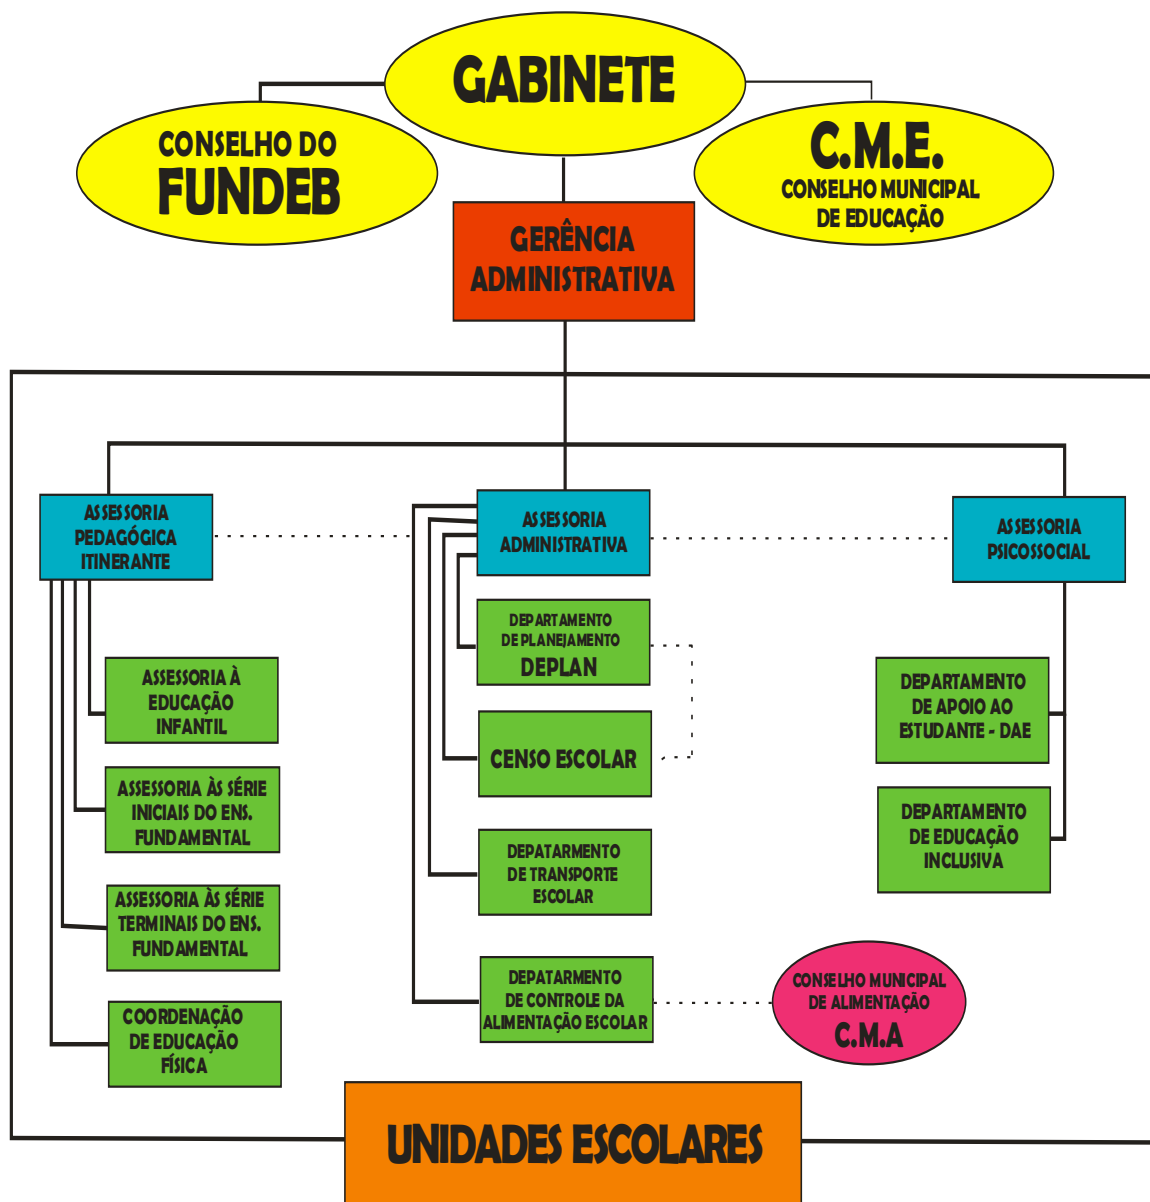 GABINETE
CONSELHO DO
FUNDEB
C.M.E.
CONSELHO MUNICIPAL
DE EDUCAÇÃO
GERÊNCIA
ADMINISTRATIVA
ASSESSORIA
PEDAGÓGICA
ITINERANTE
ASSESSORIA
ADMINISTRATIVA
ASSESSORIA
PSICOSSOCIAL
ASSESSORIA À
EDUCAÇÃO
INFANTIL
ASSESSORIA ÀS SÉRIE
INICIAIS DO ENS.
FUNDAMENTAL
ASSESSORIA ÀS SÉRIE
TERMINAIS DO ENS.
FUNDAMENTAL
COORDENAÇÃO
DE EDUCAÇÃO
FÍSICA
DEPARTAMENTO
DE PLANEJAMENTO
DEPLAN
CENSO ESCOLAR
DEPATARMENTO
DE TRANSPORTE
ESCOLAR
DEPATARMENTO
DE CONTROLE DA
ALIMENTAÇÃO ESCOLAR
DEPARTAMENTO
DE APOIO AO
ESTUDANTE - DAE
DEPARTAMENTO
DE EDUCAÇÃO
INCLUSIVA
CONSELHO MUNICIPAL
DE ALIMENTAÇÃO
C.M.A
UNIDADES ESCOLARES